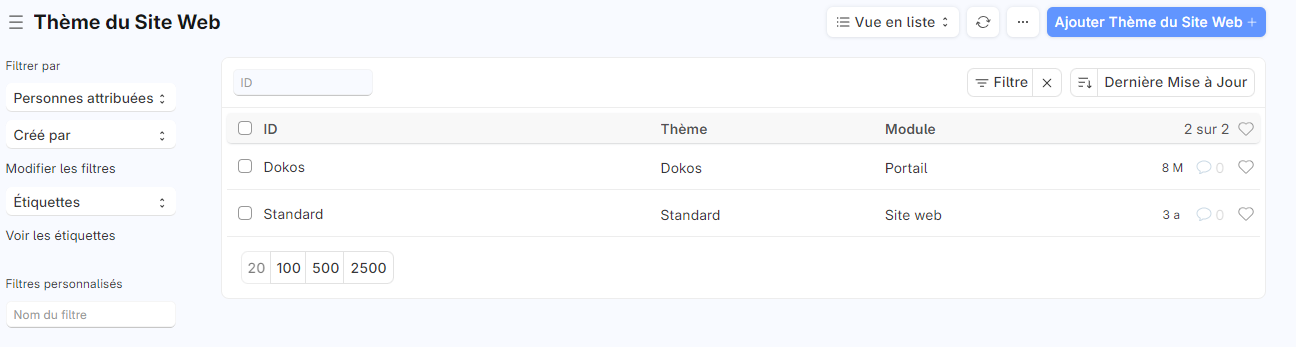 Thème du Site Web
Vue en liste
...
Ajouter Thème du Site Web +
Filtrer par
Personnes attribuées
Créé par
Modifier les filtres
Étiquettes
Voir les étiquettes
Filtres personnalisés
Nom du filtre
ID
Filtre
Dernière Mise à Jour
ID Thème Module 2 sur 2
Dokos Dokos Portail 8 M 0
Standard Standard Site web 3 a 0
20 100 500 2500